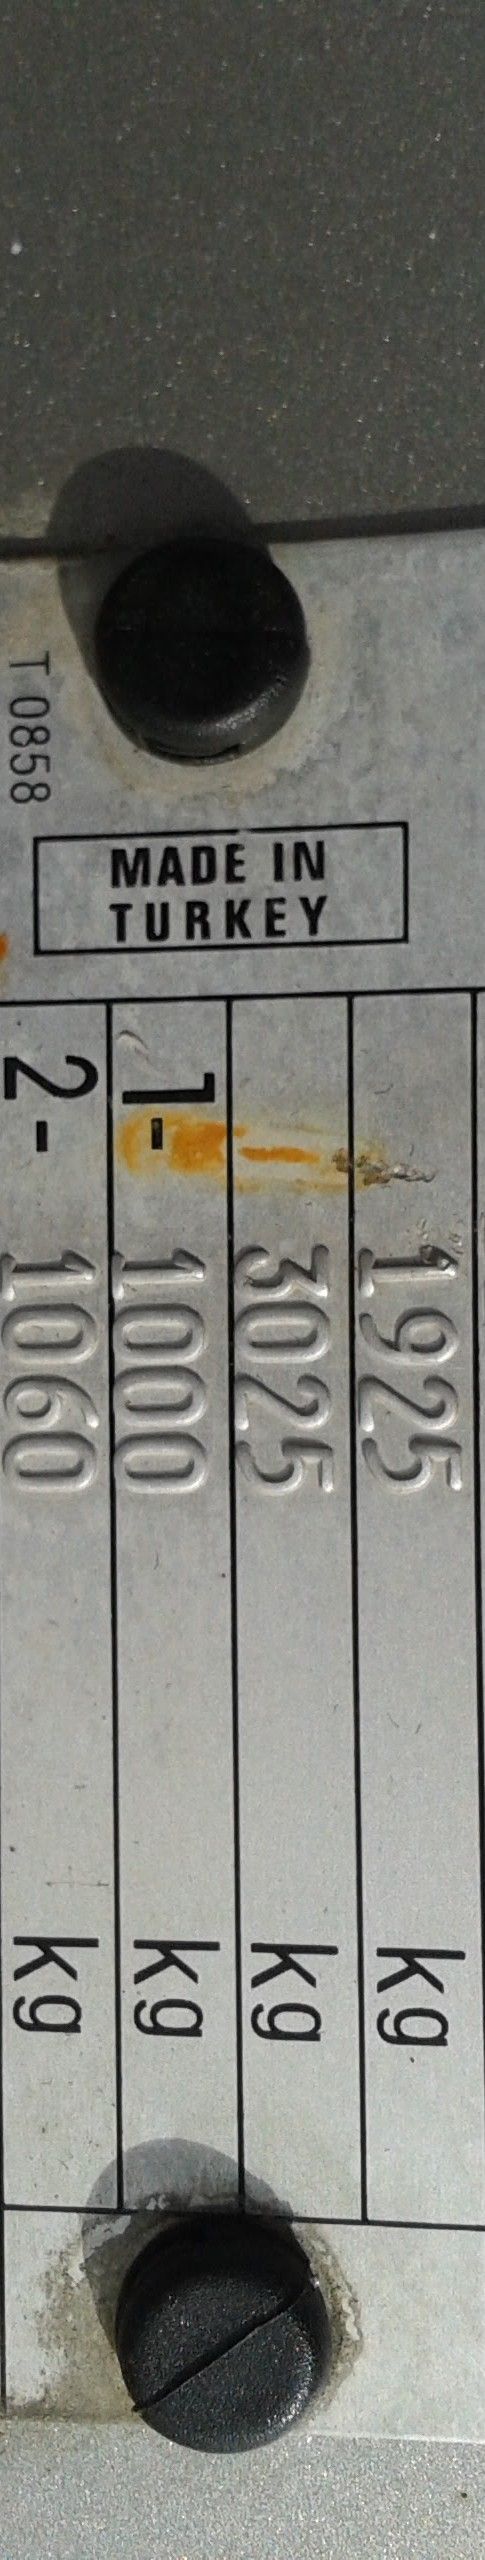 T 0858
MADE IN
TURKEY
1925 kg
3025 kg
1- 1000 kg
2- 1060 kg